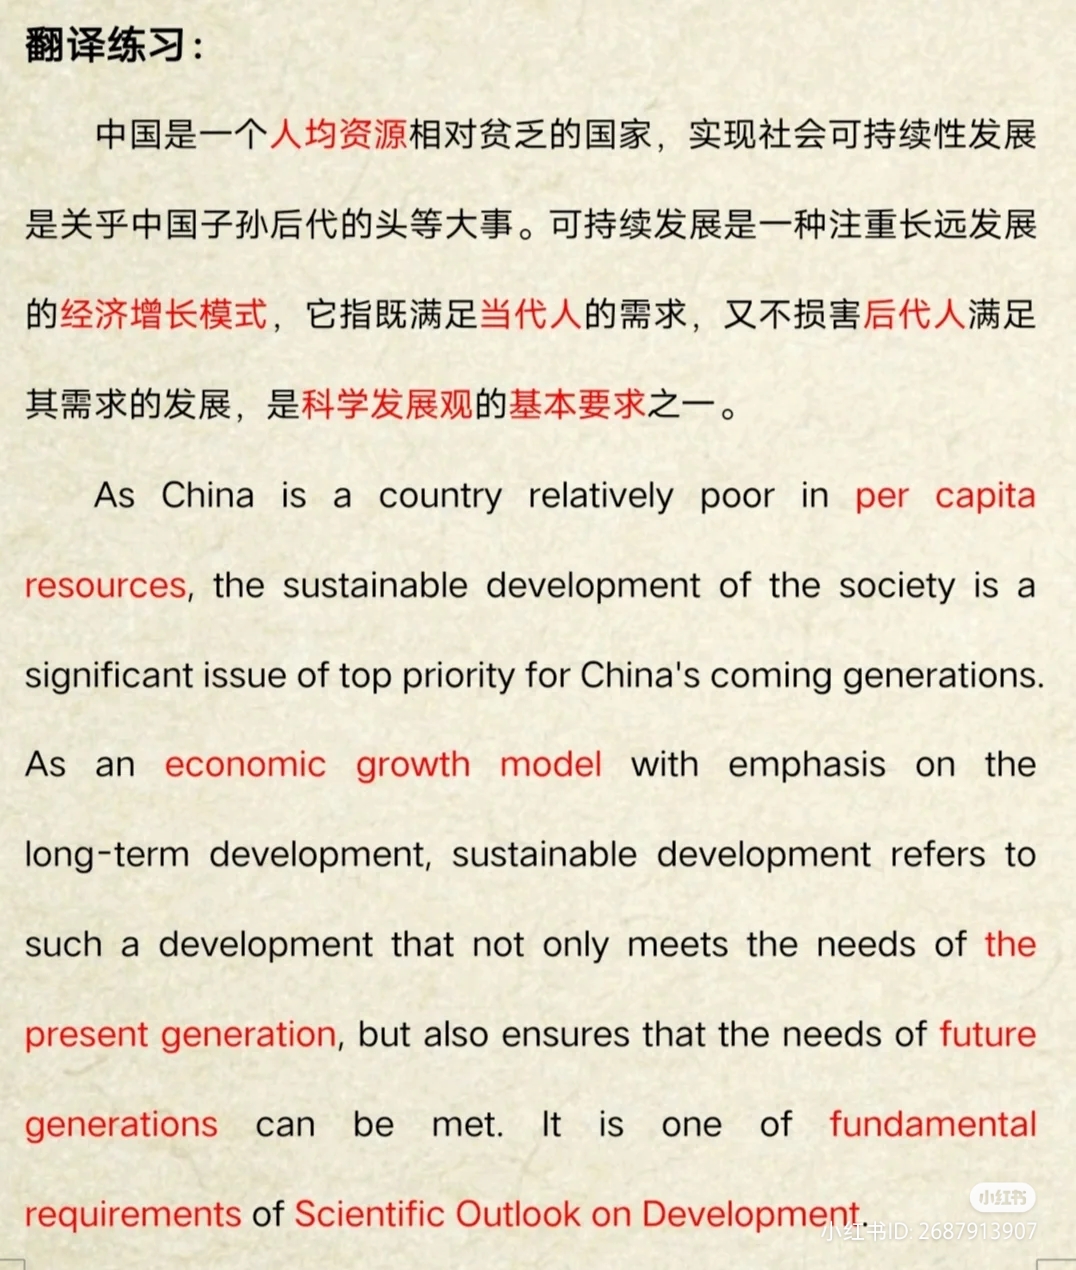 翻译练习：
中国是一个人均资源相对贫乏的国家，实现社会可持续性发展
是关乎中国子孙后代的头等大事。可持续发展是一种注重长远发展
的经济增长模式，它指既满足当代人的需求，又不损害后代人满足
其需求的发展，是科学发展观的基本要求之一。
As China is a country relatively poor in per capita
resources, the sustainable development of the society is a
significant issue of top priority for China's coming generations.
As an economic growth model with emphasis on the
long-term development, sustainable development refers to
such a development that not only meets the needs of the
present generation, but also ensures that the needs of future
generations can be met. It is one of fundamental
requirements of Scientific Outlook on Development.
小红书
小红书ID: 2687913907